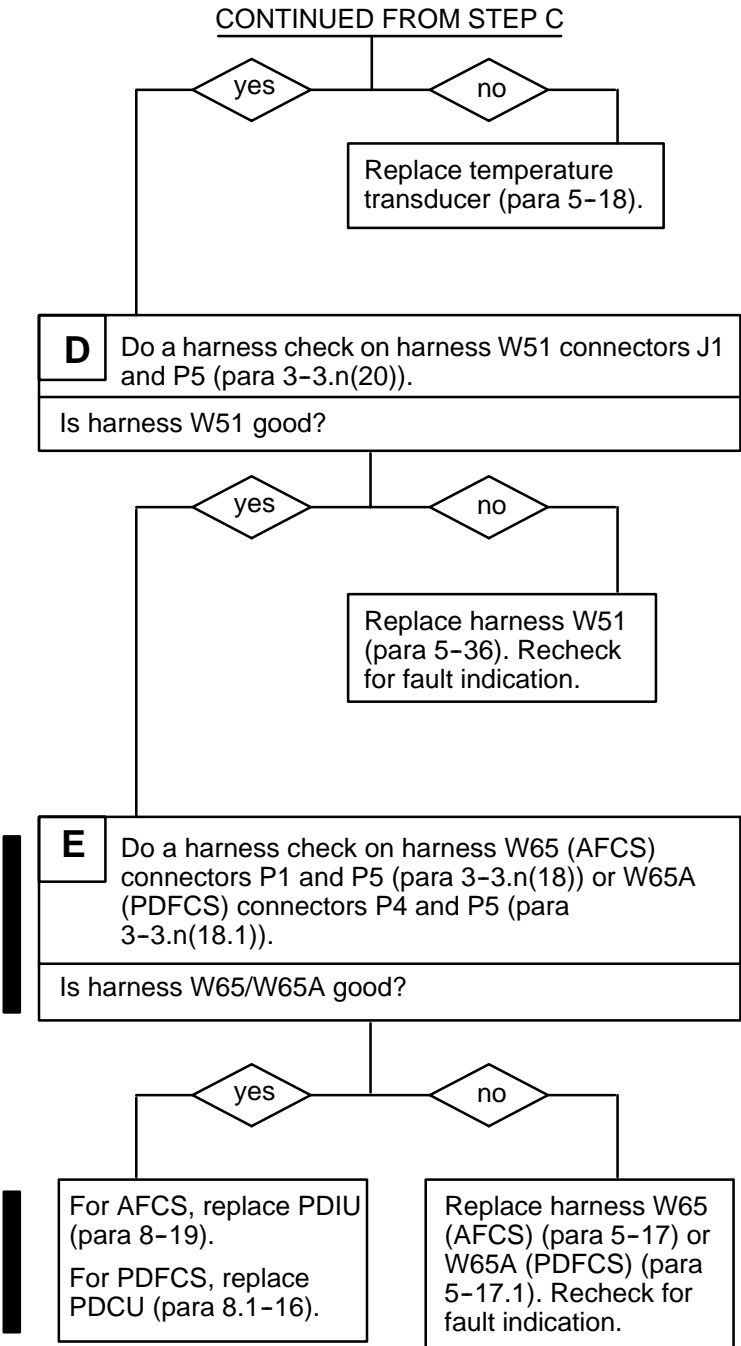 CONTINUED FROM STEP C
yes
no
Replace temperature
transducer (para 5-18).
D
Do a harness check on harness W51 connectors J1
and P5 (para 3-3.n(20)).
Is harness W51 good?
yes
no
Replace harness W51
(para 5-36). Recheck
for fault indication.
E
Do a harness check on harness W65 (AFCS)
connectors P1 and P5 (para 3-3.n(18)) or W65A
(PDFCS) connectors P4 and P5 (para
3-3.n(18.1)).
Is harness W65/W65A good?
yes
no
For AFCS, replace PDIU
(para 8-19).
For PDFCS, replace
PDCU (para 8.1-16).
Replace harness W65
(AFCS) (para 5-17) or
W65A (PDFCS) (para
5-17.1). Recheck for
fault indication.